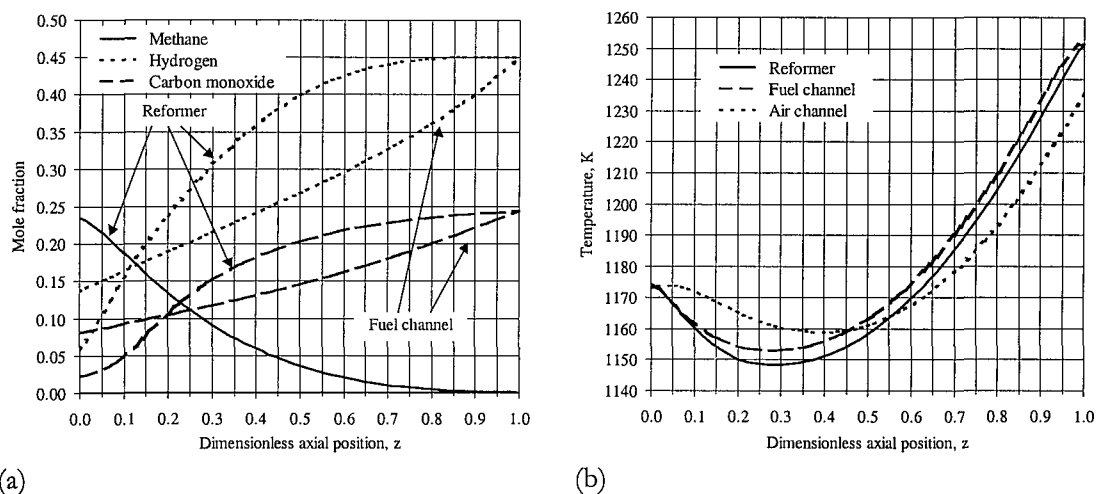 0.50
0.45
0.40
0.35
0.30
0.25
0.20
0.15
0.10
0.05
0.00
Mole fraction
Methane
Hydrogen
Carbon monoxide
Reformer
Fuel channel
0.0 0.1 0.2 0.3 0.4 0.5 0.6 0.7 0.8 0.9 1.0
Dimensionless axial position, z
(a)
1260
1250
1240
1230
1220
1210
1200
1190
1180
1170
1160
1150
1140
Temperature, K
Reformer
Fuel channel
Air channel
0.0 0.1 0.2 0.3 0.4 0.5 0.6 0.7 0.8 0.9 1.0
Dimensionless axial position, z
(b)